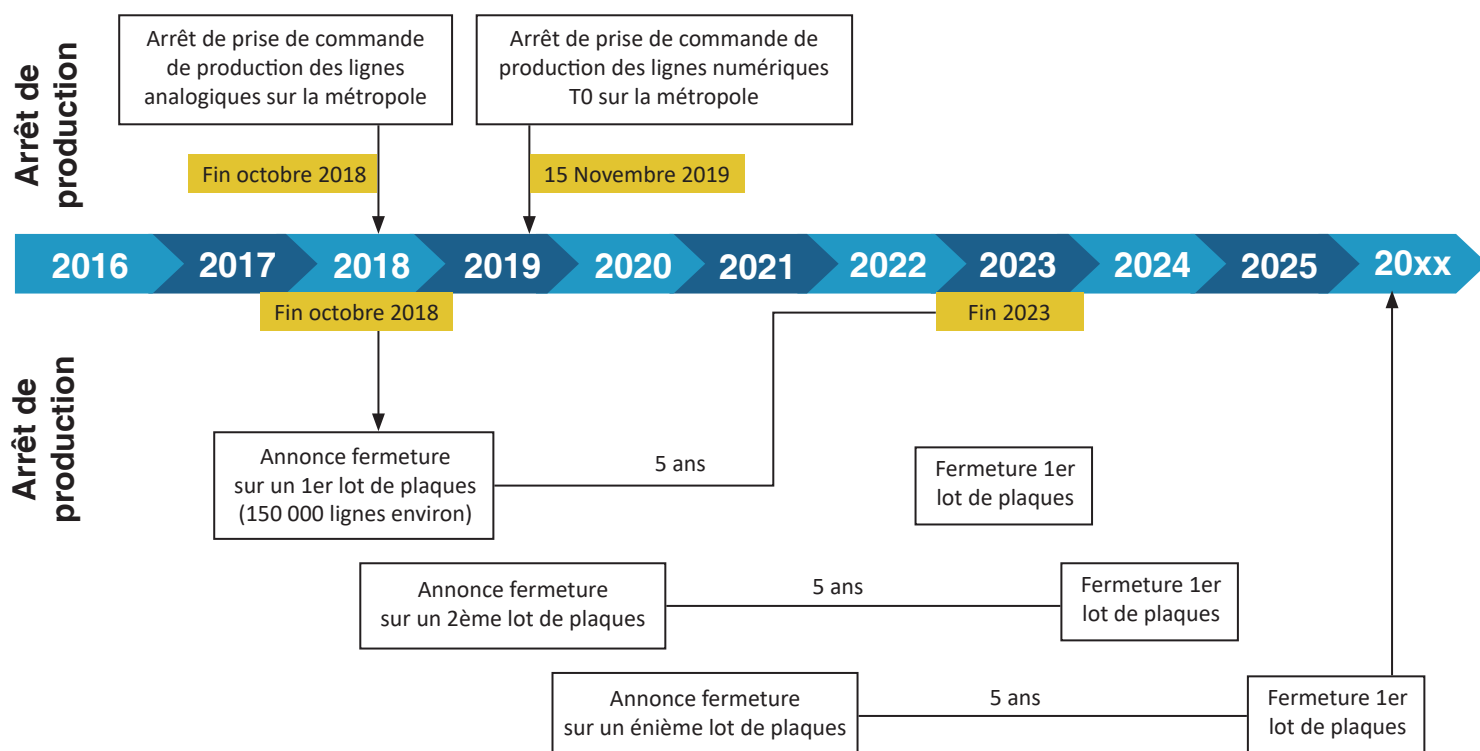 Arrêt de
production
Arrêt de prise de commande
de production des lignes
analogiques sur la métropole
Arrêt de prise de commande de
production des lignes numériques
T0 sur la métropole
Fin octobre 2018
15 Novembre 2019
2016
2017
2018
2019
2020
2021
2022
2023
2024
2025
20xx
Fin octobre 2018
Fin 2023
Arrêt de
production
Annonce fermeture
sur un 1er lot de plaques
(150 000 lignes environ)
5 ans
Fermeture 1er
lot de plaques
Annonce fermeture
sur un 2ème lot de plaques
5 ans
Fermeture 1er
lot de plaques
Annonce fermeture
sur un énième lot de plaques
5 ans
Fermeture 1er
lot de plaques